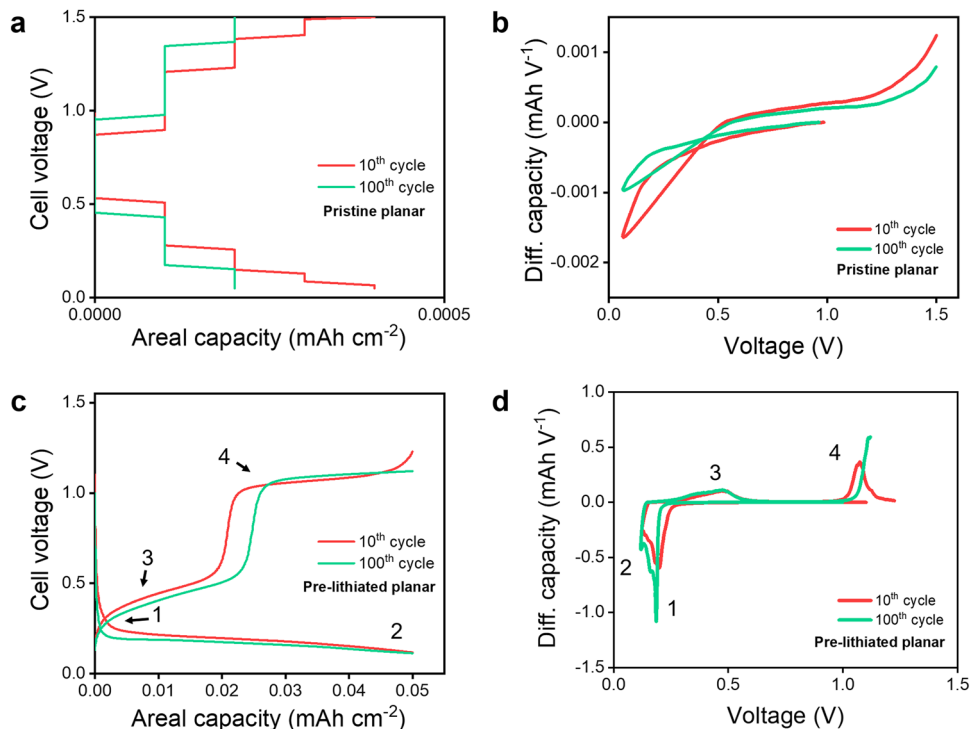 a
Cell voltage (V)
1.5
1.0
0.5
0.0
0.0000
0.0005
Areal capacity (mAh cm⁻²)
10ᵗʰ cycle
100ᵗʰ cycle
Pristine planar
b
Diff. capacity (mAh V⁻¹)
0.001
0.000
-0.001
-0.002
0.0
0.5
1.0
1.5
Voltage (V)
10ᵗʰ cycle
100ᵗʰ cycle
Pristine planar
c
Cell voltage (V)
1.5
1.0
0.5
0.0
0.00
0.01
0.02
0.03
0.04
0.05
Areal capacity (mAh cm⁻²)
4
3
1
2
10ᵗʰ cycle
100ᵗʰ cycle
Pre-lithiated planar
d
Diff. capacity (mAh V⁻¹)
1.0
0.5
0.0
-0.5
-1.0
-1.5
0.0
0.5
1.0
1.5
Voltage (V)
3
4
2
1
10ᵗʰ cycle
100ᵗʰ cycle
Pre-lithiated planar